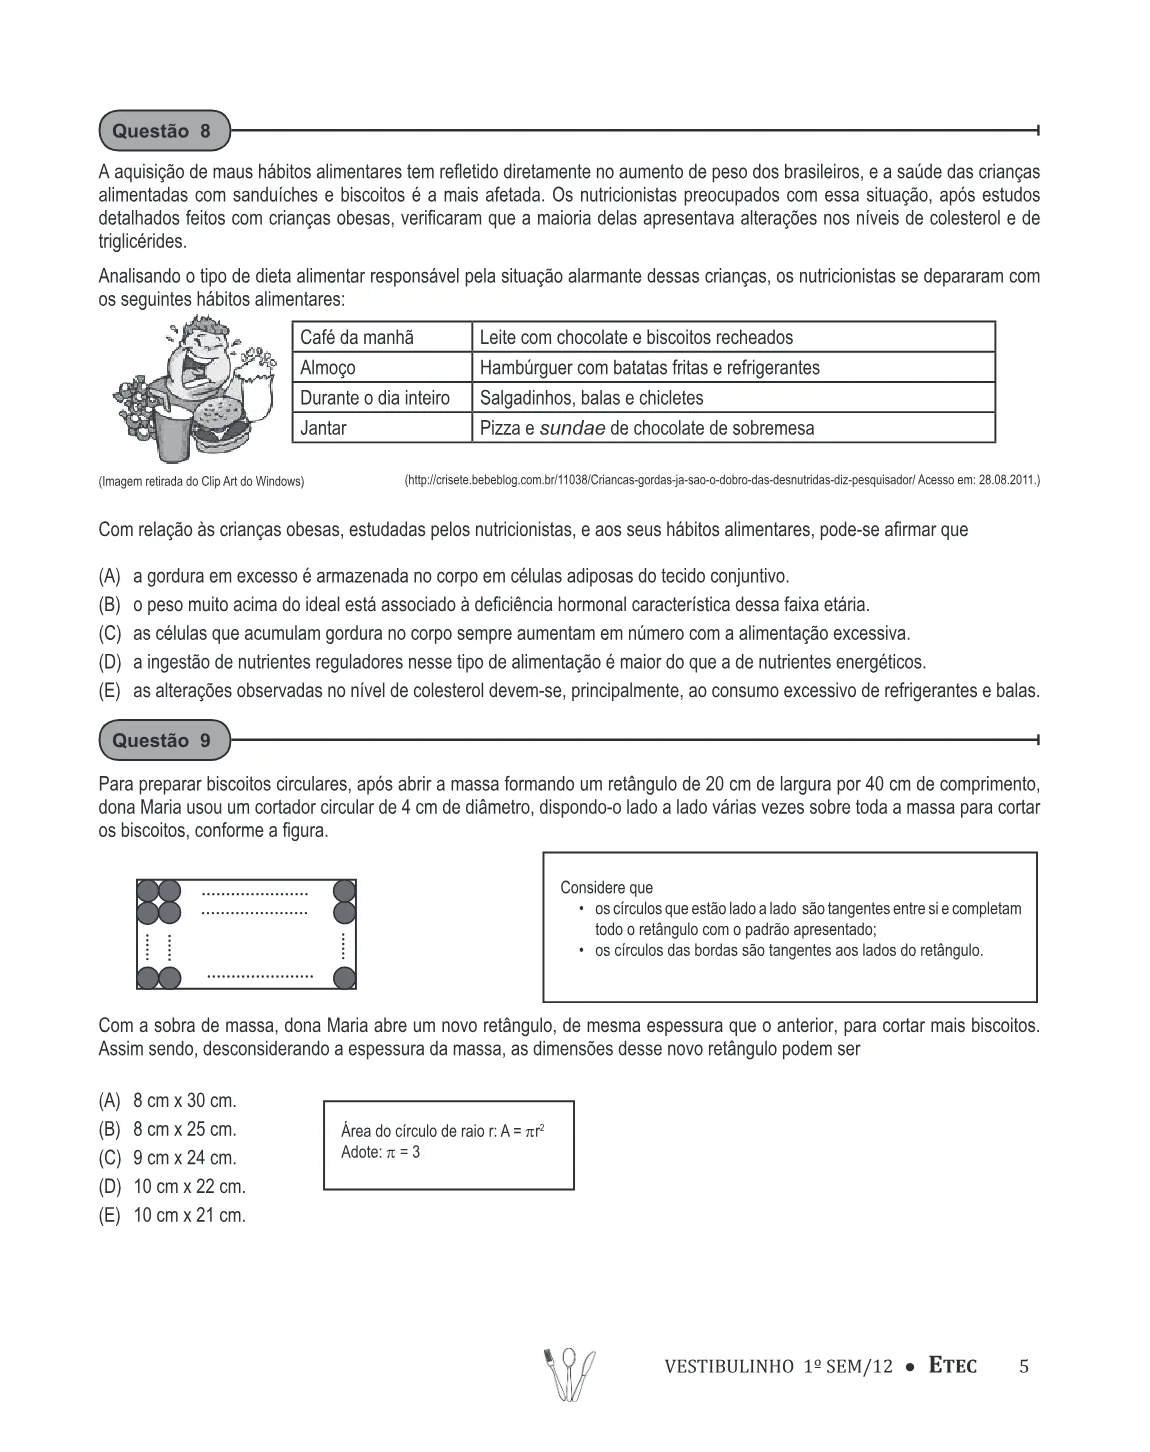 Questão 8
A aquisição de maus hábitos alimentares tem refletido diretamente no aumento de peso dos brasileiros, e a saúde das crianças
alimentadas com sanduíches e biscoitos é a mais afetada. Os nutricionistas preocupados com essa situação, após estudos
detalhados feitos com crianças obesas, verificaram que a maioria delas apresentava alterações nos níveis de colesterol e de
triglicérides.
Analisando o tipo de dieta alimentar responsável pela situação alarmante dessas crianças, os nutricionistas se depararam com
os seguintes hábitos alimentares:
Café da manhã Leite com chocolate e biscoitos recheados
Almoço Hambúrguer com batatas fritas e refrigerantes
Durante o dia inteiro Salgadinhos, balas e chicletes
Jantar Pizza e sundae de chocolate de sobremesa
(Imagem retirada do Clip Art do Windows) (http://crisete.bebeblog.com.br/11038/Criancas-gordas-ja-sao-o-dobro-das-desnutridas-diz-pesquisador/ Acesso em: 28.08.2011.)
Com relação às crianças obesas, estudadas pelos nutricionistas, e aos seus hábitos alimentares, pode-se afirmar que
(A) a gordura em excesso é armazenada no corpo em células adiposas do tecido conjuntivo.
(B) o peso muito acima do ideal está associado à deficiência hormonal característica dessa faixa etária.
(C) as células que acumulam gordura no corpo sempre aumentam em número com a alimentação excessiva.
(D) a ingestão de nutrientes reguladores nesse tipo de alimentação é maior do que a de nutrientes energéticos.
(E) as alterações observadas no nível de colesterol devem-se, principalmente, ao consumo excessivo de refrigerantes e balas.
Questão 9
Para preparar biscoitos circulares, após abrir a massa formando um retângulo de 20 cm de largura por 40 cm de comprimento,
dona Maria usou um cortador circular de 4 cm de diâmetro, dispondo-o lado a lado várias vezes sobre toda a massa para cortar
os biscoitos, conforme a figura.
Considere que
• os círculos que estão lado a lado são tangentes entre si e completam
todo o retângulo com o padrão apresentado;
• os círculos das bordas são tangentes aos lados do retângulo.
Com a sobra de massa, dona Maria abre um novo retângulo, de mesma espessura que o anterior, para cortar mais biscoitos.
Assim sendo, desconsiderando a espessura da massa, as dimensões desse novo retângulo podem ser
(A) 8 cm x 30 cm.
(B) 8 cm x 25 cm.
(C) 9 cm x 24 cm.
(D) 10 cm x 22 cm.
(E) 10 cm x 21 cm.
Área do círculo de raio r: A = πr²
Adote: π = 3
VESTIBULINHO 1º SEM/12 • ETEC 5